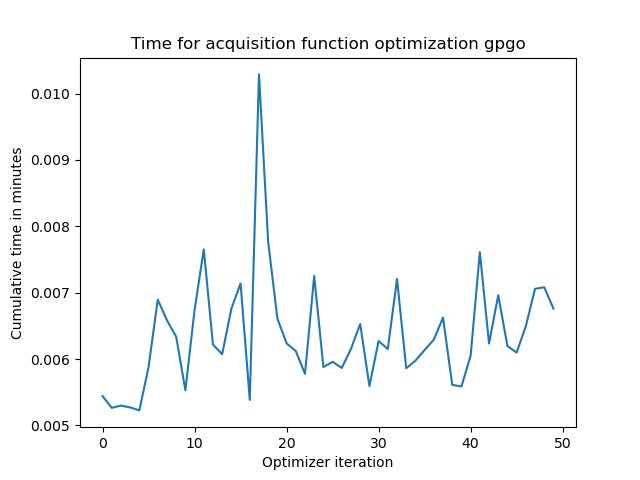 Time for acquisition function optimization gpgo
0.010
0.009
0.008
0.007
0.006
0.005
Cumulative time in minutes
0 10 20 30 40 50
Optimizer iteration